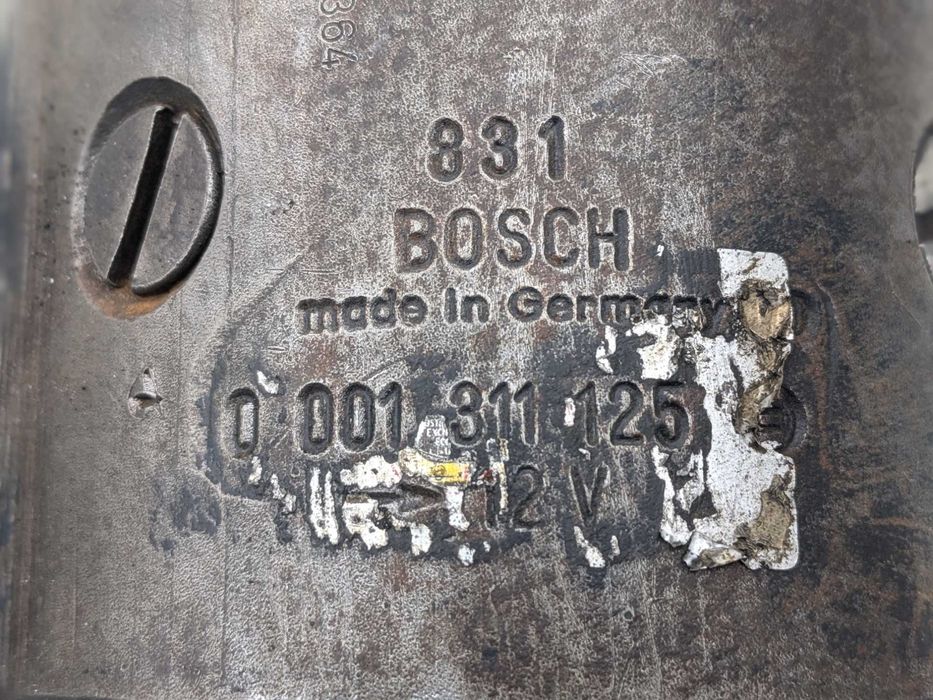 364
831
BOSCH
made in Germany
0 001 311 125
12 V